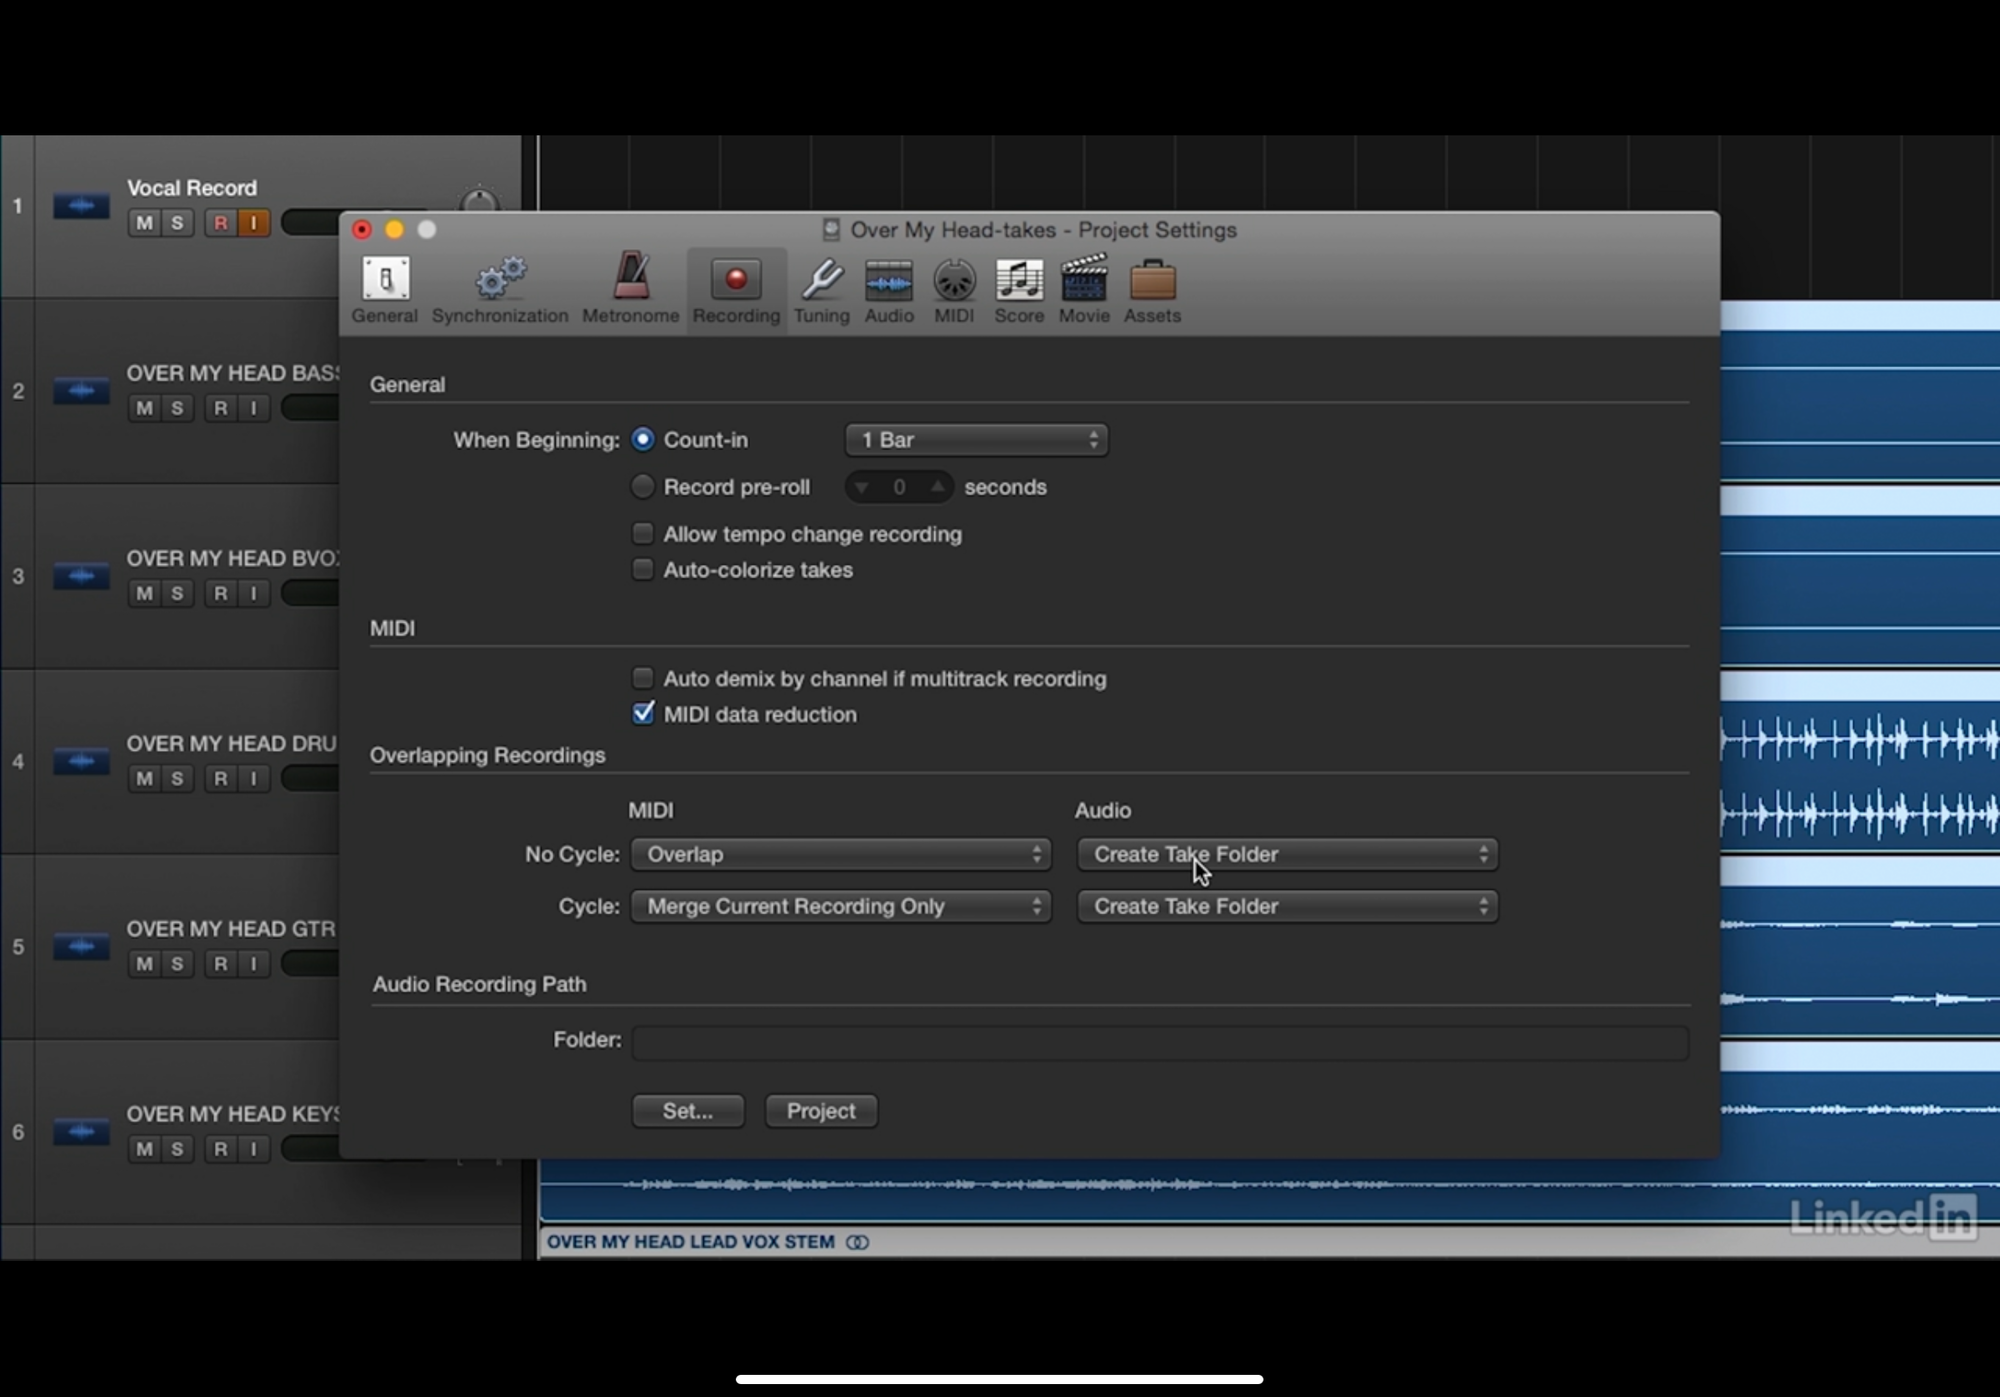 1
Vocal Record
M S R I
Over My Head-takes - Project Settings
General Synchronization Metronome Recording Tuning Audio MIDI Score Movie Assets
General
When Beginning: Count-in 1 Bar
Record pre-roll 0 seconds
Allow tempo change recording
Auto-colorize takes
MIDI
Auto demix by channel if multitrack recording
MIDI data reduction
Overlapping Recordings
MIDI Audio
No Cycle: Overlap Create Take Folder
Cycle: Merge Current Recording Only Create Take Folder
Audio Recording Path
Folder:
Set... Project
2
OVER MY HEAD BASS
M S R I
3
OVER MY HEAD BVOX
M S R I
4
OVER MY HEAD DRU
M S R I
5
OVER MY HEAD GTR
M S R I
6
OVER MY HEAD KEYS
M S R I
OVER MY HEAD LEAD VOX STEM
Linked in